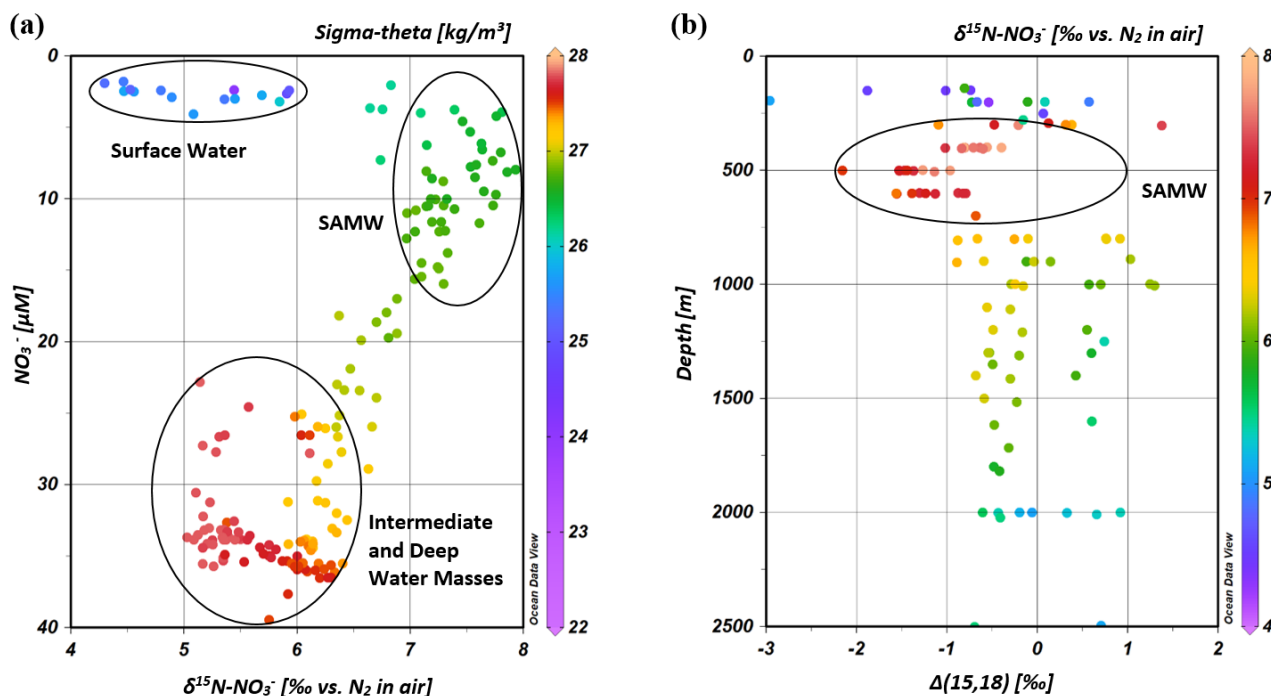 (a)
Sigma-theta [kg/m³]
0
10
20
30
40
NO₃⁻ [µM]
Surface Water
SAMW
Intermediate
and Deep
Water Masses
4
5
6
7
8
2
δ¹⁵N-NO₃⁻ [‰ vs. N₂ in air]
28
27
26
25
24
23
22
Ocean Data View
(b)
δ¹⁵N-NO₃⁻ [‰ vs. N₂ in air]
0
500
1000
1500
2000
2500
Depth [m]
SAMW
-3
-2
-1
0
1
2
Δ(15,18) [‰]
8
7
6
5
4
Ocean Data View